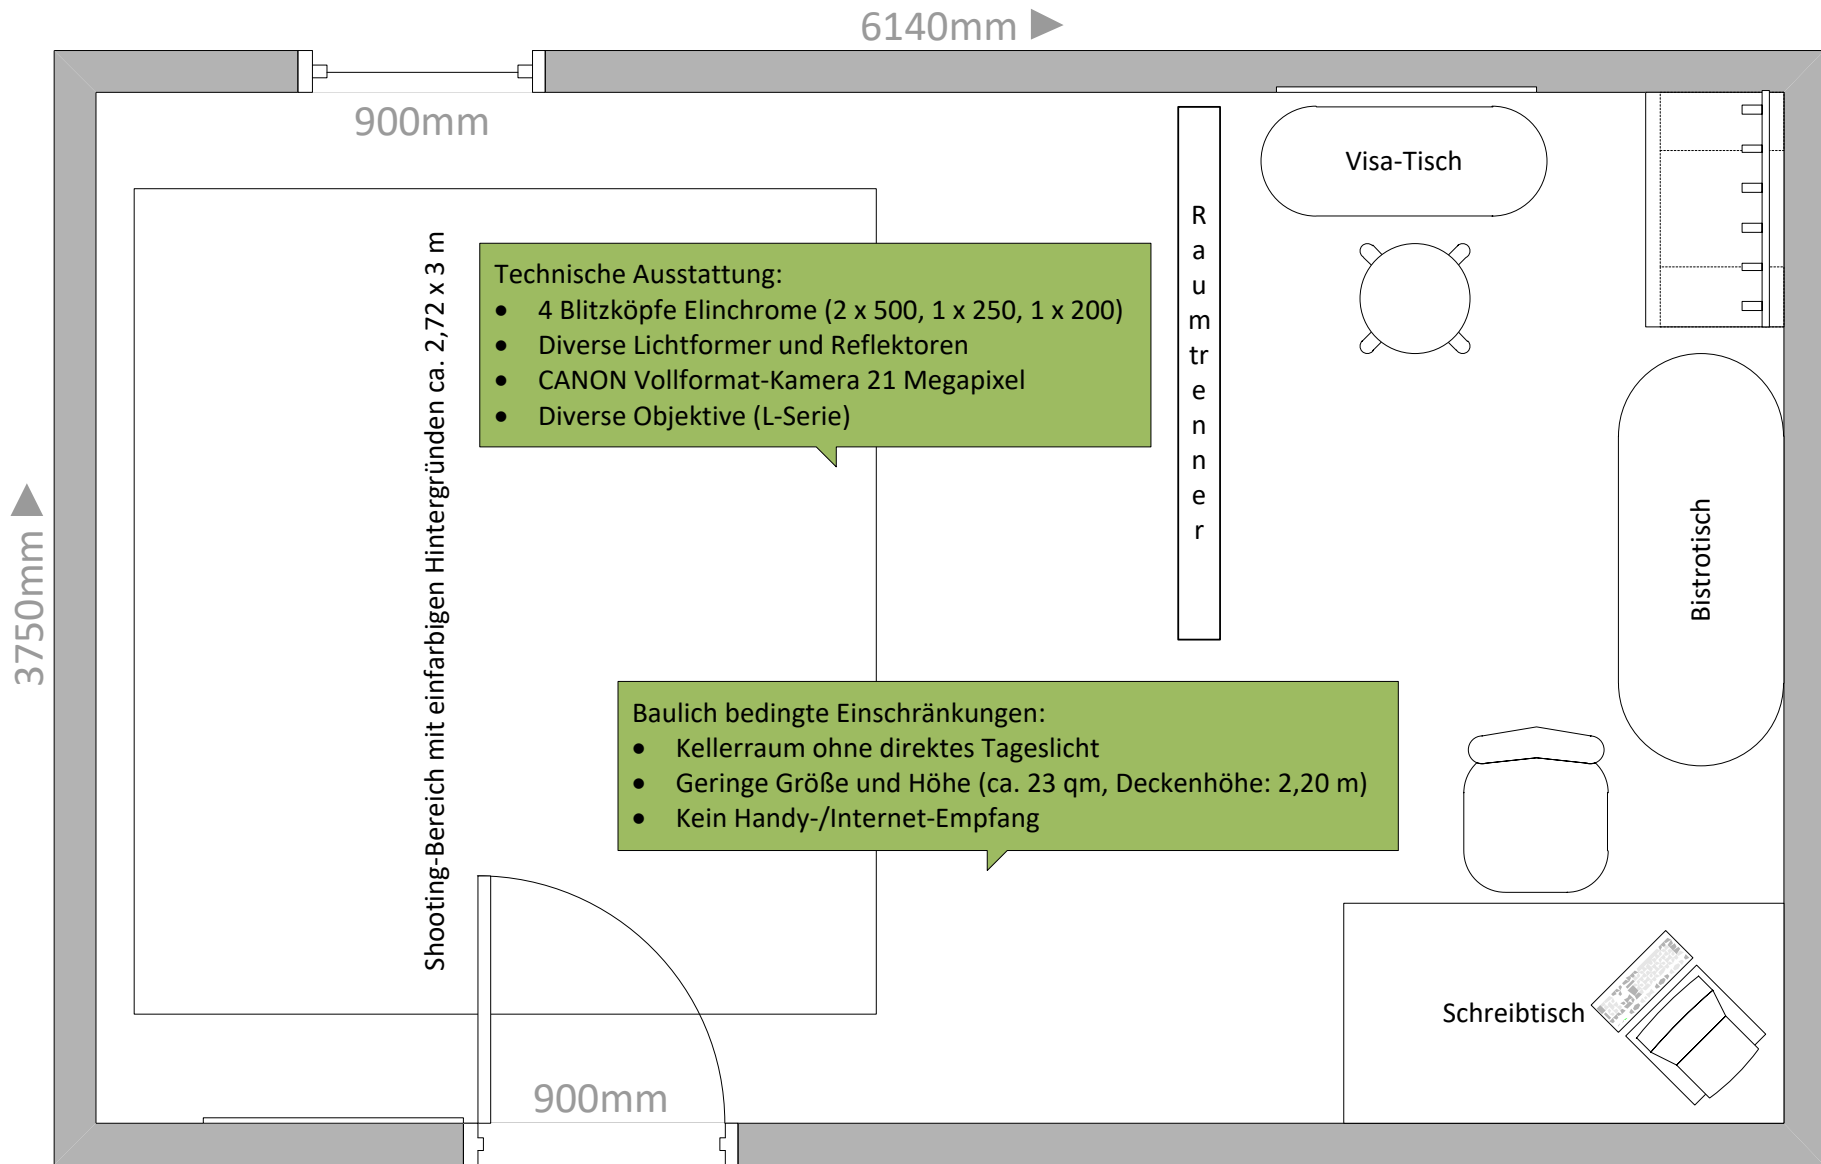 6140mm
900mm
Visa-Tisch
Raumtrenner
Technische Ausstattung:
• 4 Blitzköpfe Elinchrome (2 x 500, 1 x 250, 1 x 200)
• Diverse Lichtformer und Reflektoren
• CANON Vollformat-Kamera 21 Megapixel
• Diverse Objektive (L-Serie)
Shooting-Bereich mit einfarbigen Hintergründen ca. 2,72 x 3 m
3750mm
Bistrotisch
Baulich bedingte Einschränkungen:
• Kellerraum ohne direktes Tageslicht
• Geringe Größe und Höhe (ca. 23 qm, Deckenhöhe: 2,20 m)
• Kein Handy-/Internet-Empfang
Schreibtisch
900mm